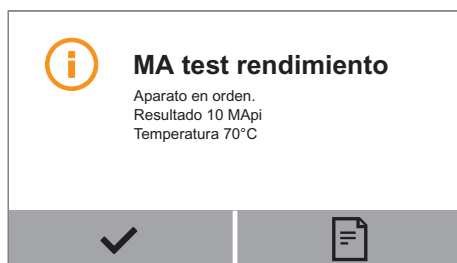 MA test rendimiento
Aparato en orden.
Resultado 10 MApi
Temperatura 70°C